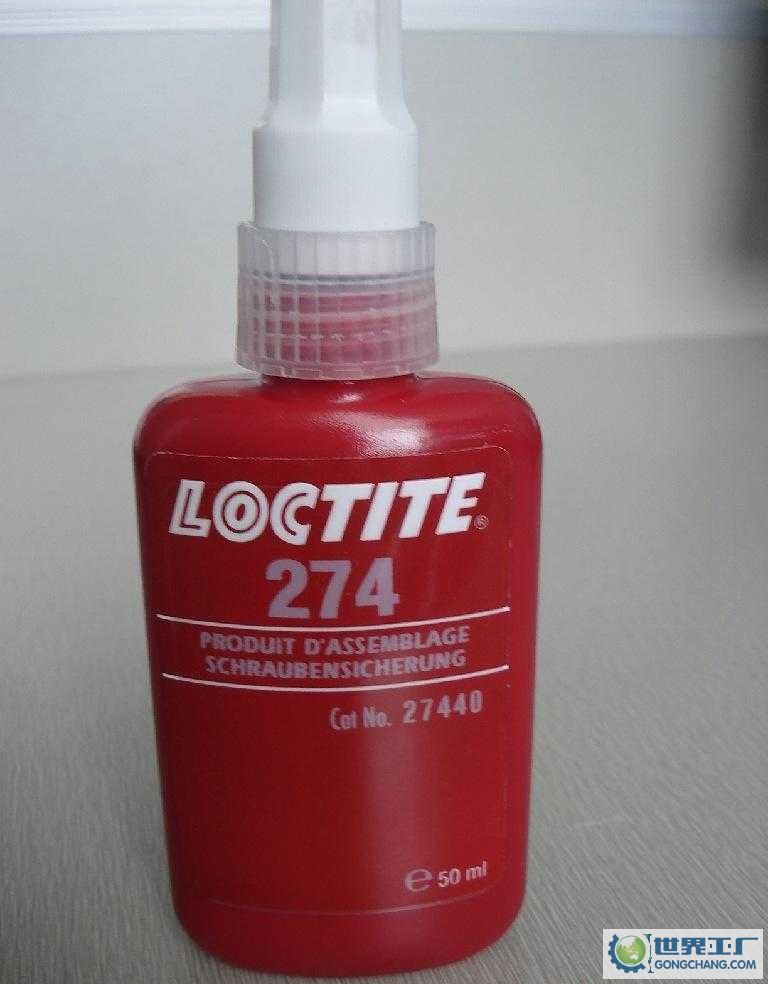 LOCTITE®
274
PRODUIT D'ASSEMBLAGE
SCHRAUBENSICHERUNG
Cat No. 27440
℮ 50 ml
世界工厂
GONGCHANG.COM